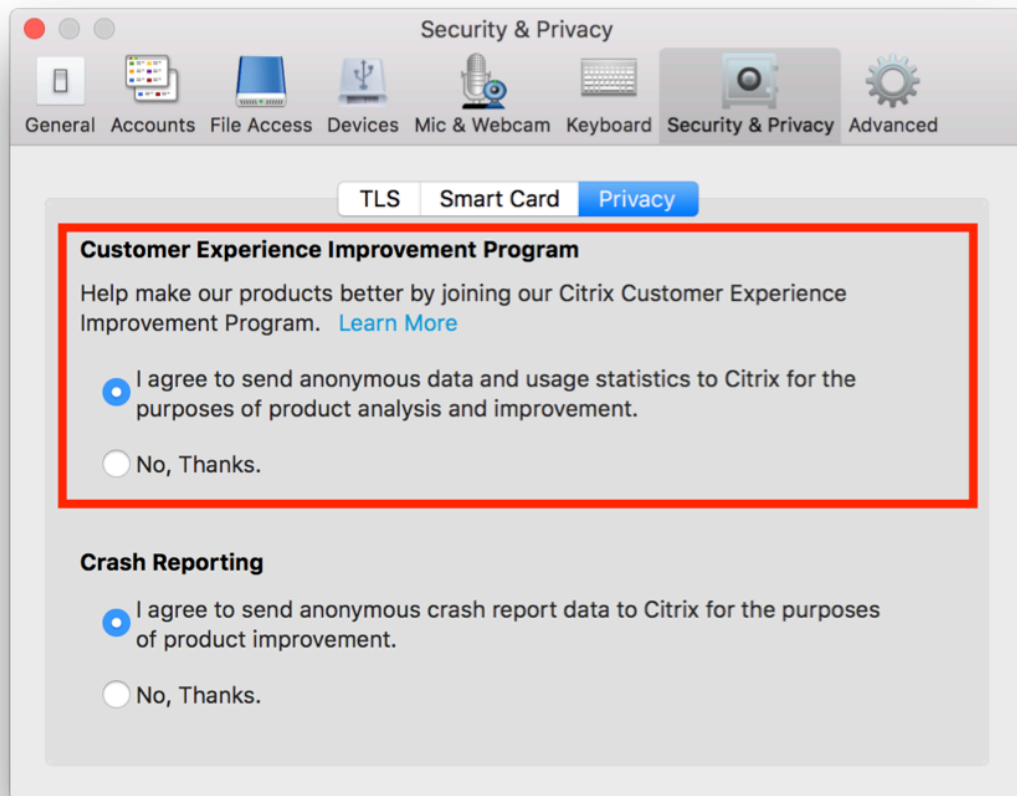 Security & Privacy
General Accounts File Access Devices Mic & Webcam Keyboard Security & Privacy Advanced
TLS Smart Card Privacy
Customer Experience Improvement Program
Help make our products better by joining our Citrix Customer Experience
Improvement Program. Learn More
I agree to send anonymous data and usage statistics to Citrix for the
purposes of product analysis and improvement.
No, Thanks.
Crash Reporting
I agree to send anonymous crash report data to Citrix for the purposes
of product improvement.
No, Thanks.